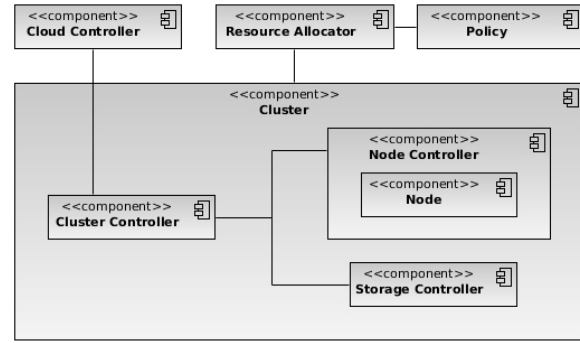 <<component>>
Cloud Controller
<<component>>
Resource Allocator
<<component>>
Policy
<<component>>
Cluster
<<component>>
Node Controller
<<component>>
Node
<<component>>
Cluster Controller
<<component>>
Storage Controller